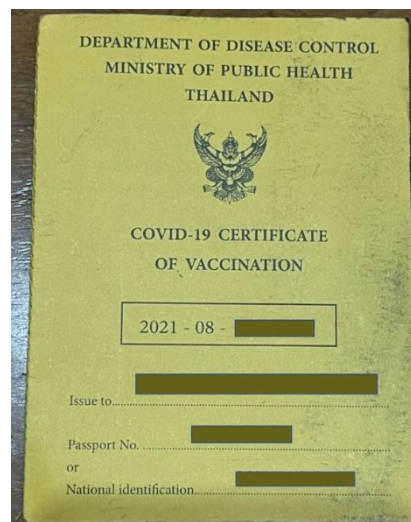 DEPARTMENT OF DISEASE CONTROL
MINISTRY OF PUBLIC HEALTH
THAILAND
COVID-19 CERTIFICATE
OF VACCINATION
2021 - 08 -
Issue to
Passport No.
or
National identification